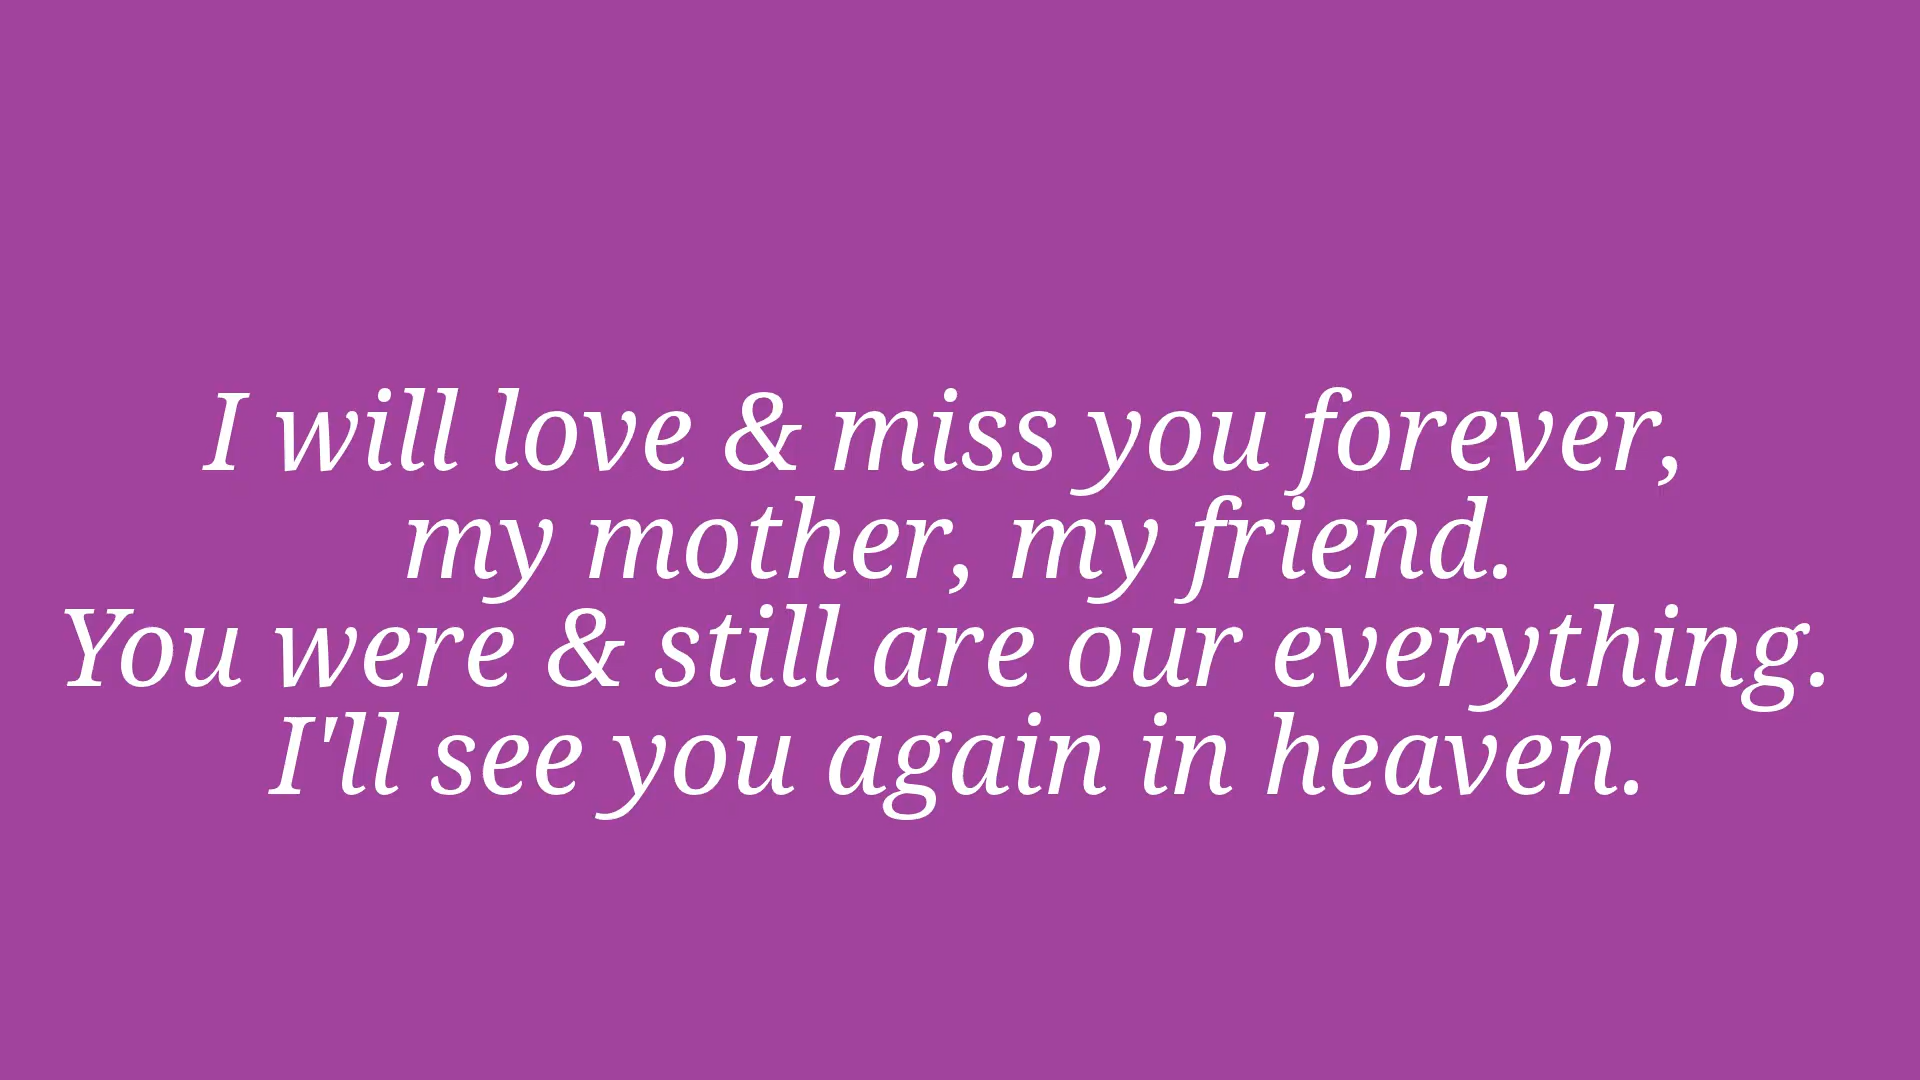 I will love & miss you forever,
my mother, my friend.
You were & still are our everything.
I'll see you again in heaven.